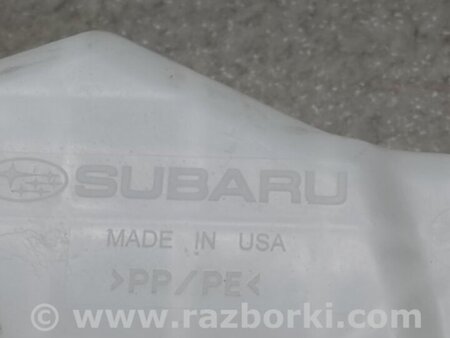 SUBARU
MADE IN USA
>PP/PE<
© www.razborki.com